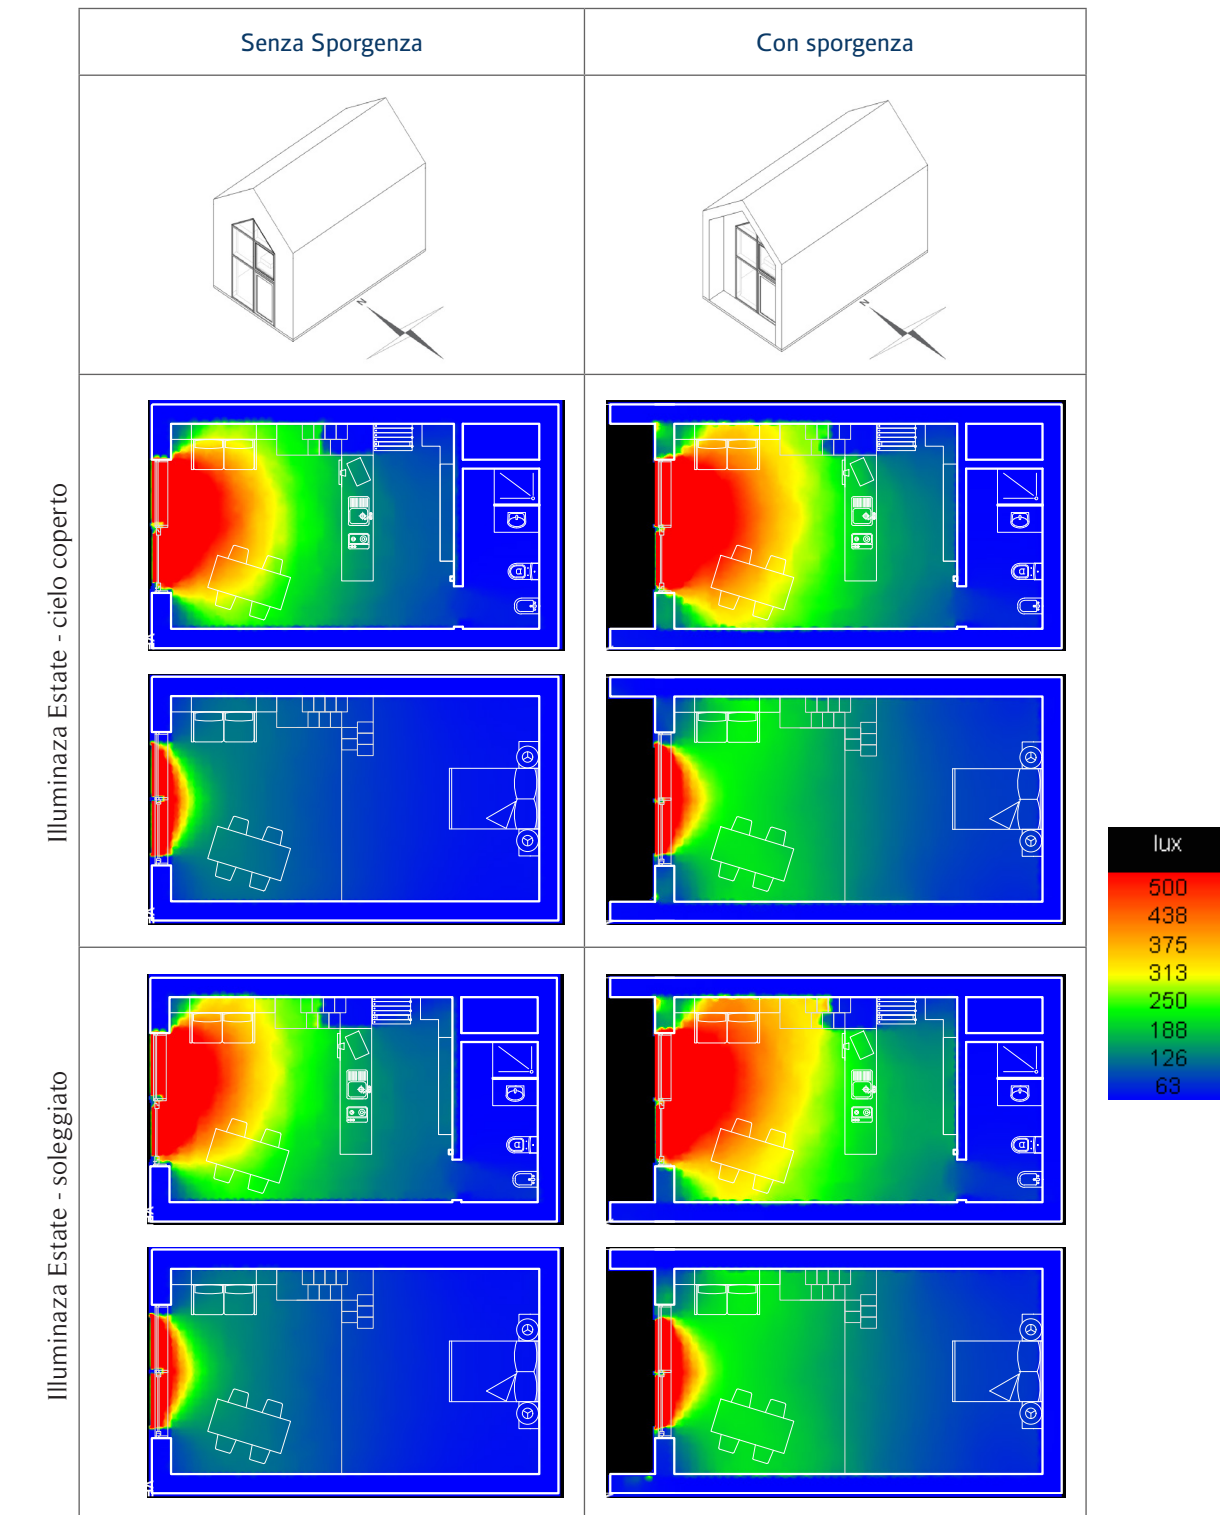 Senza Sporgenza
Con sporgenza
N
N
Illuminaza Estate - cielo coperto
Illuminaza Estate - soleggiato
lux
500
438
375
313
250
188
126
63